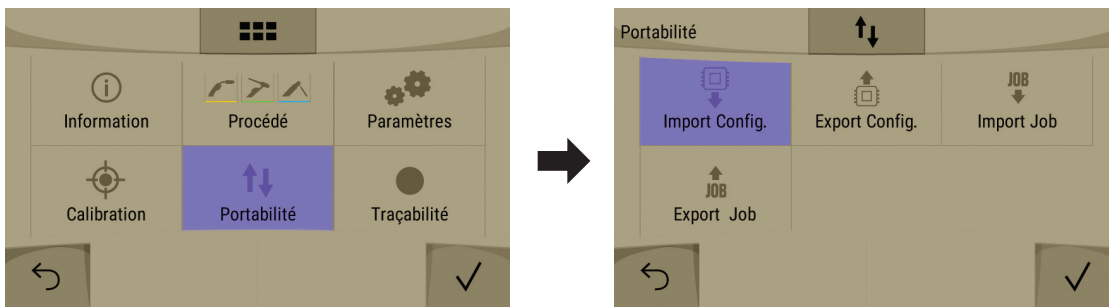 Information
Procédé
Paramètres
Calibration
Portabilité
Traçabilité
Portabilité
Import Config.
Export Config.
JOB
Import Job
JOB
Export Job